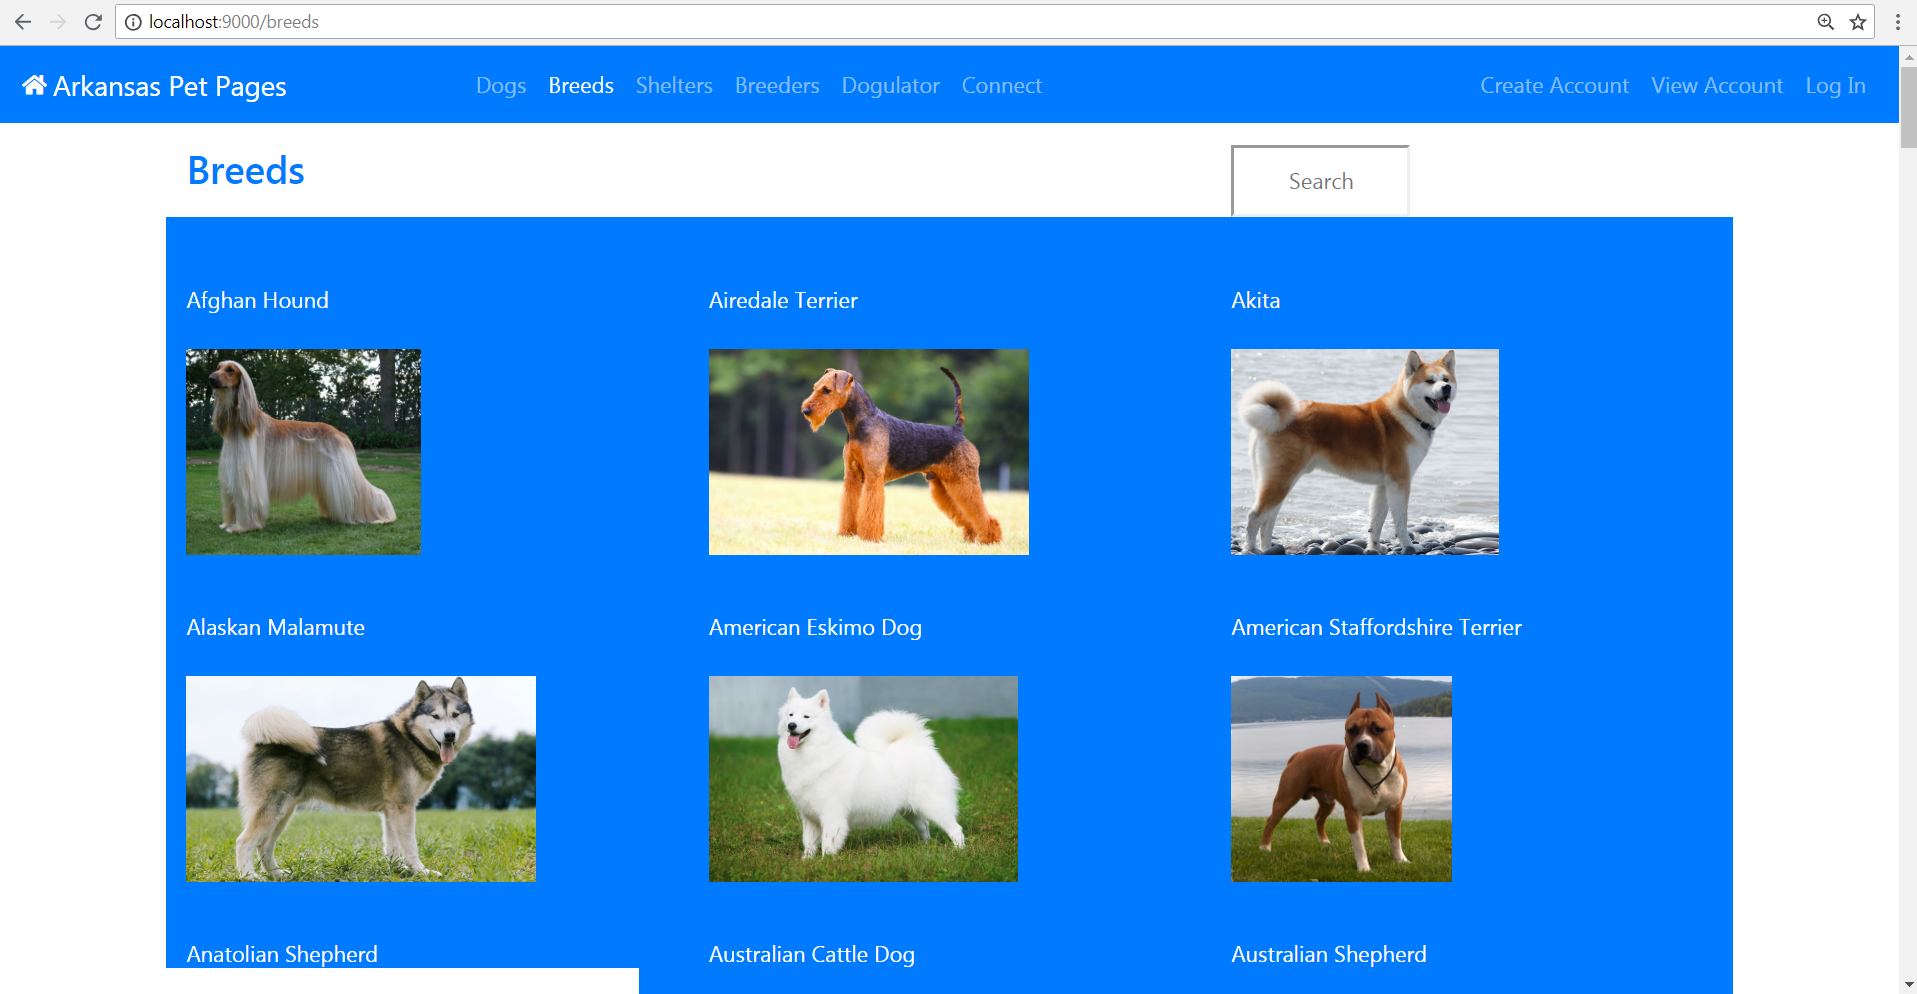 localhost:9000/breeds
Arkansas Pet Pages Dogs Breeds Shelters Breeders Dogulator Connect Create Account View Account Log In
Breeds Search
Afghan Hound Airedale Terrier Akita
Alaskan Malamute American Eskimo Dog American Staffordshire Terrier
Anatolian Shepherd Australian Cattle Dog Australian Shepherd